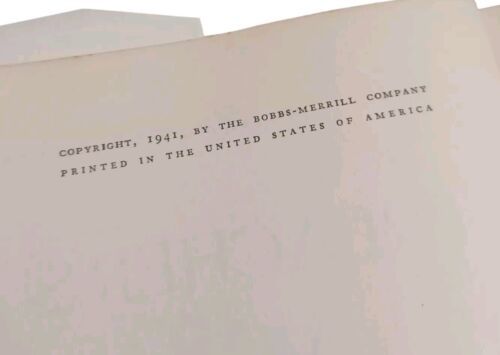 COPYRIGHT, 1941, BY THE BOBBS-MERRILL COMPANY
PRINTED IN THE UNITED STATES OF AMERICA